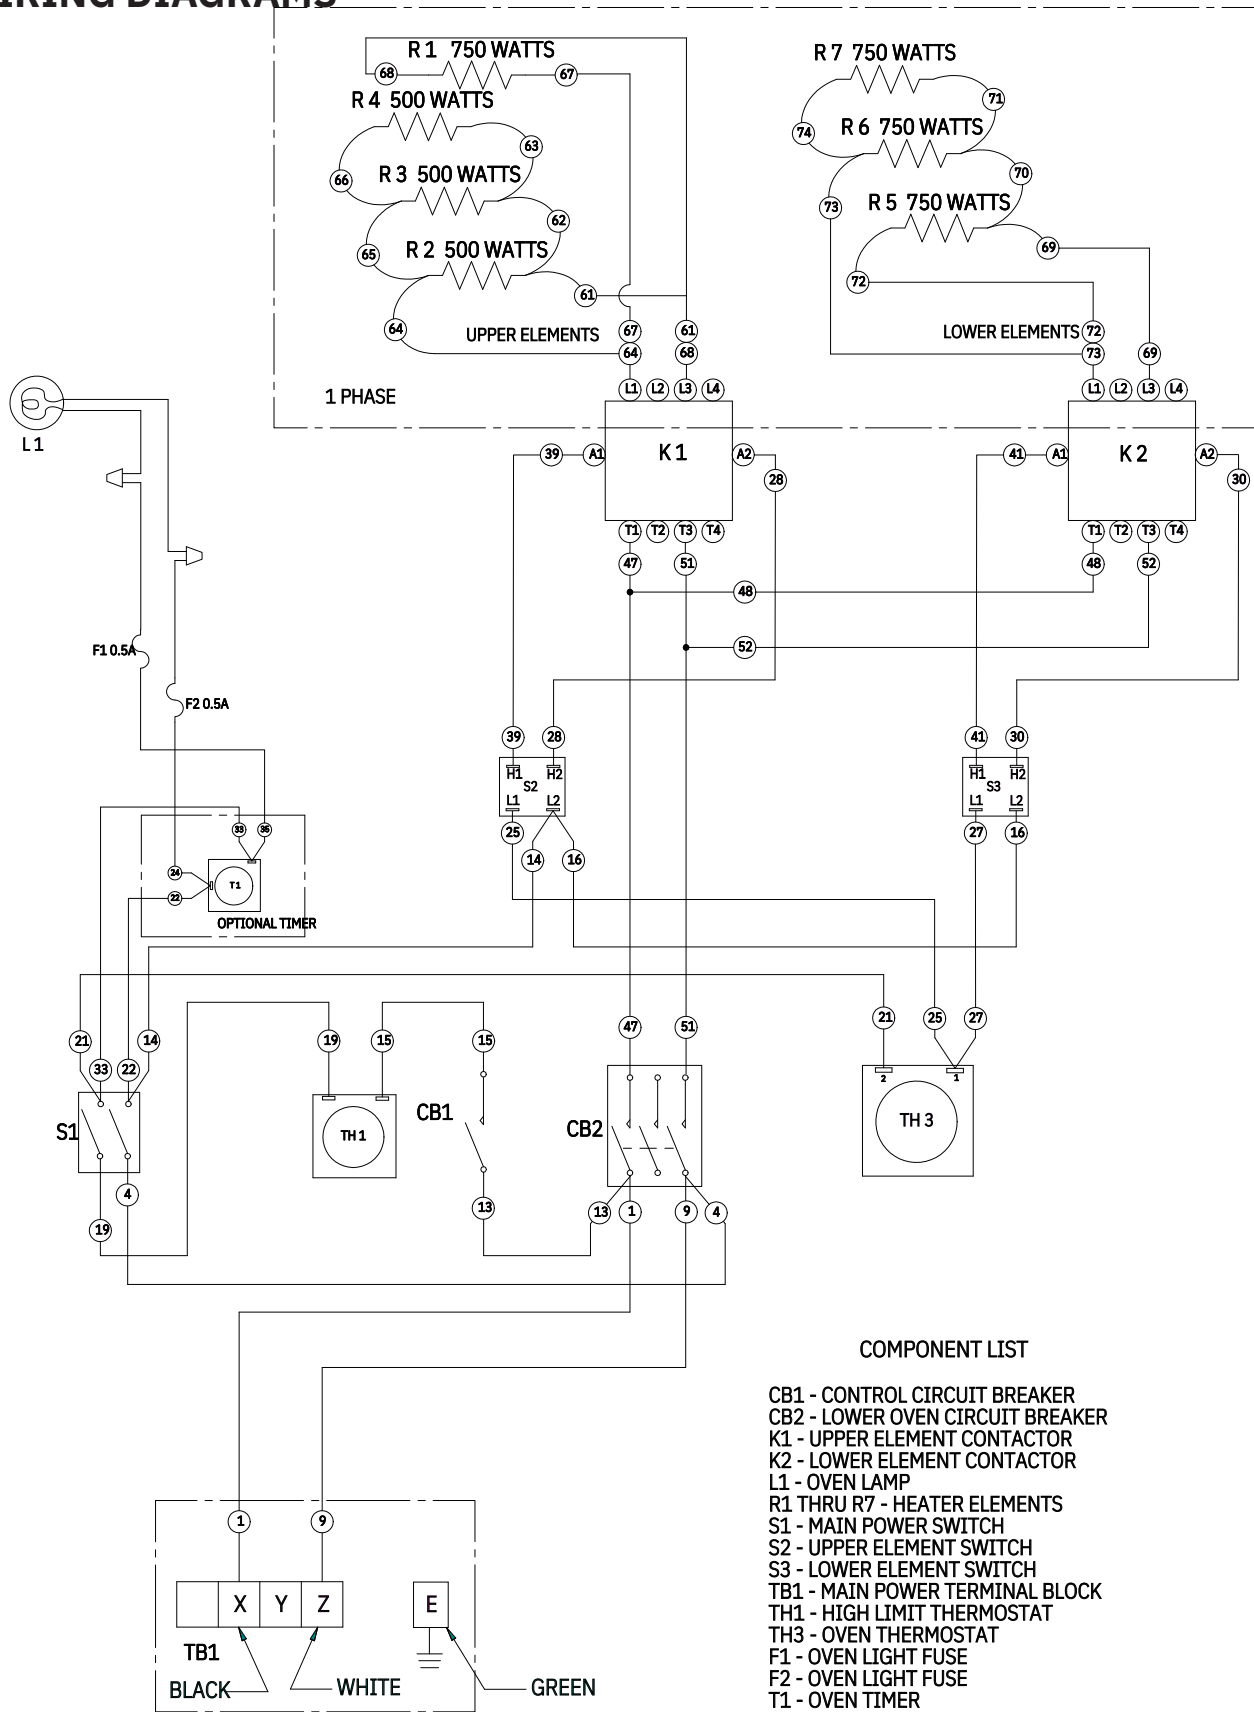 WIRING DIAGRAMS
R 1 750 WATTS
68
67
R 4 500 WATTS
63
66
R 3 500 WATTS
62
65
R 2 500 WATTS
61
64
UPPER ELEMENTS
67
61
64
68
L1 L2 L3 L4
1 PHASE
R 7 750 WATTS
71
74
R 6 750 WATTS
70
73
R 5 750 WATTS
69
72
LOWER ELEMENTS
72
73
69
L1 L2 L3 L4
L 1
39
A1
K 1
A2
28
T1 T2 T3 T4
47
51
41
A1
K 2
A2
30
T1 T2 T3 T4
48
52
48
52
F1 0.5A
F2 0.5A
39
28
H1 H2
S2
L1 L2
25
14
16
41
30
H1 H2
S3
L1 L2
27
16
33
35
24
22
T 1
OPTIONAL TIMER
21
33
22
14
S1
4
19
19
15
TH 1
15
CB1
13
47
51
CB2
13
1
9
4
21
25
27
2
1
TH 3
1
9
X Y Z
E
TB1
BLACK
WHITE
GREEN
COMPONENT LIST
CB1 - CONTROL CIRCUIT BREAKER
CB2 - LOWER OVEN CIRCUIT BREAKER
K1 - UPPER ELEMENT CONTACTOR
K2 - LOWER ELEMENT CONTACTOR
L1 - OVEN LAMP
R1 THRU R7 - HEATER ELEMENTS
S1 - MAIN POWER SWITCH
S2 - UPPER ELEMENT SWITCH
S3 - LOWER ELEMENT SWITCH
TB1 - MAIN POWER TERMINAL BLOCK
TH1 - HIGH LIMIT THERMOSTAT
TH3 - OVEN THERMOSTAT
F1 - OVEN LIGHT FUSE
F2 - OVEN LIGHT FUSE
T1 - OVEN TIMER